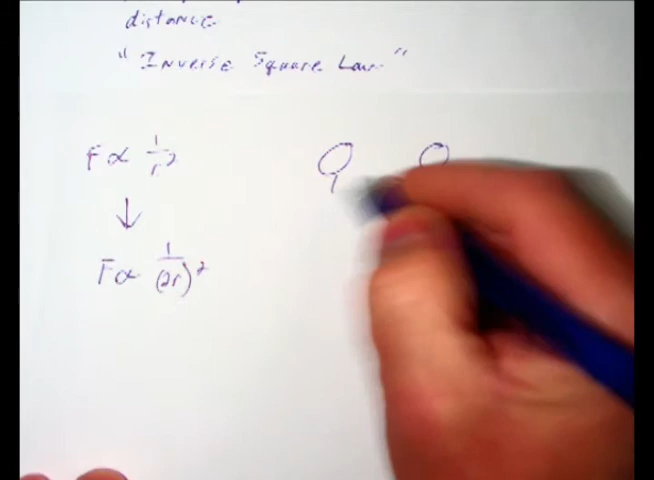 distance
"Inverse Square Law"
F ∝ 1/r²
↓
F ∝ 1/(2r)²